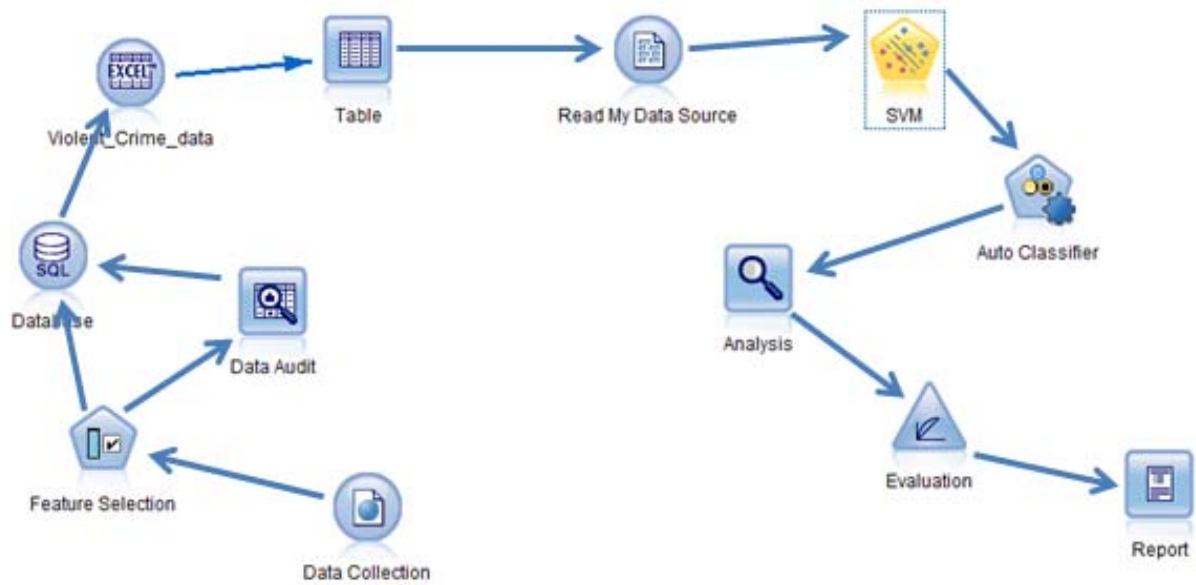 EXCEL
Violent_Crime_data
Table
Read My Data Source
SVM
Auto Classifier
SQL
Database
Data Audit
Analysis
Feature Selection
Data Collection
Evaluation
Report